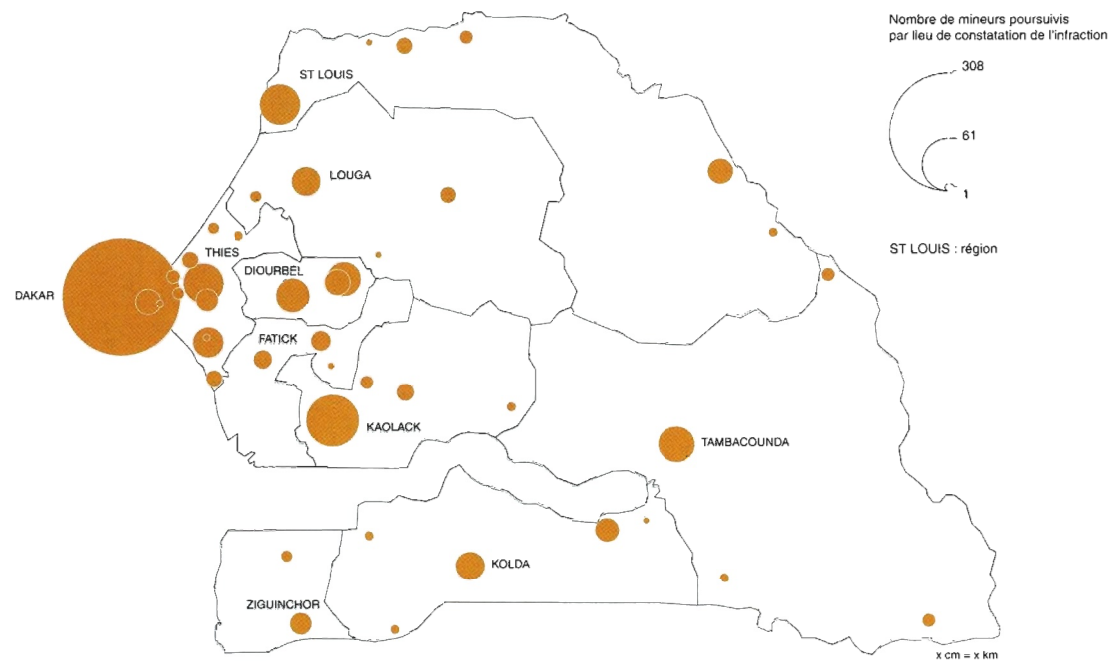 Nombre de mineurs poursuivis
par lieu de constatation de l'infraction
308
61
1
ST LOUIS : région
ST LOUIS
LOUGA
THIES
DIOURBEL
DAKAR
FATICK
KAOLACK
TAMBACOUNDA
KOLDA
ZIGUINCHOR
x cm = x km